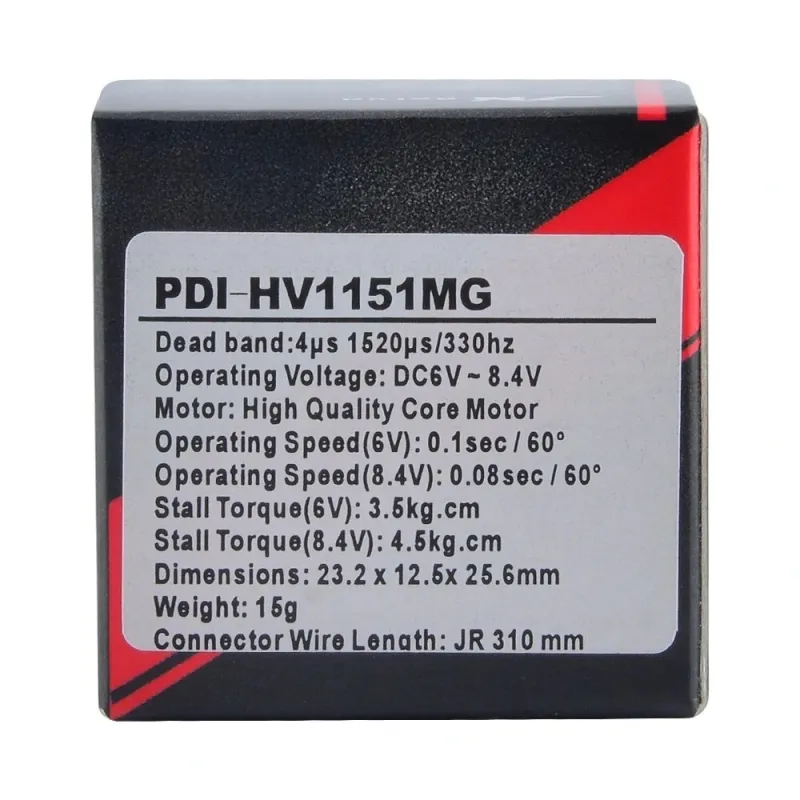 PDI-HV1151MG
Dead band:4μs 1520μs/330hz
Operating Voltage: DC6V ~ 8.4V
Motor: High Quality Core Motor
Operating Speed(6V): 0.1sec / 60°
Operating Speed(8.4V): 0.08sec / 60°
Stall Torque(6V): 3.5kg.cm
Stall Torque(8.4V): 4.5kg.cm
Dimensions: 23.2 x 12.5x 25.6mm
Weight: 15g
Connector Wire Length: JR 310 mm